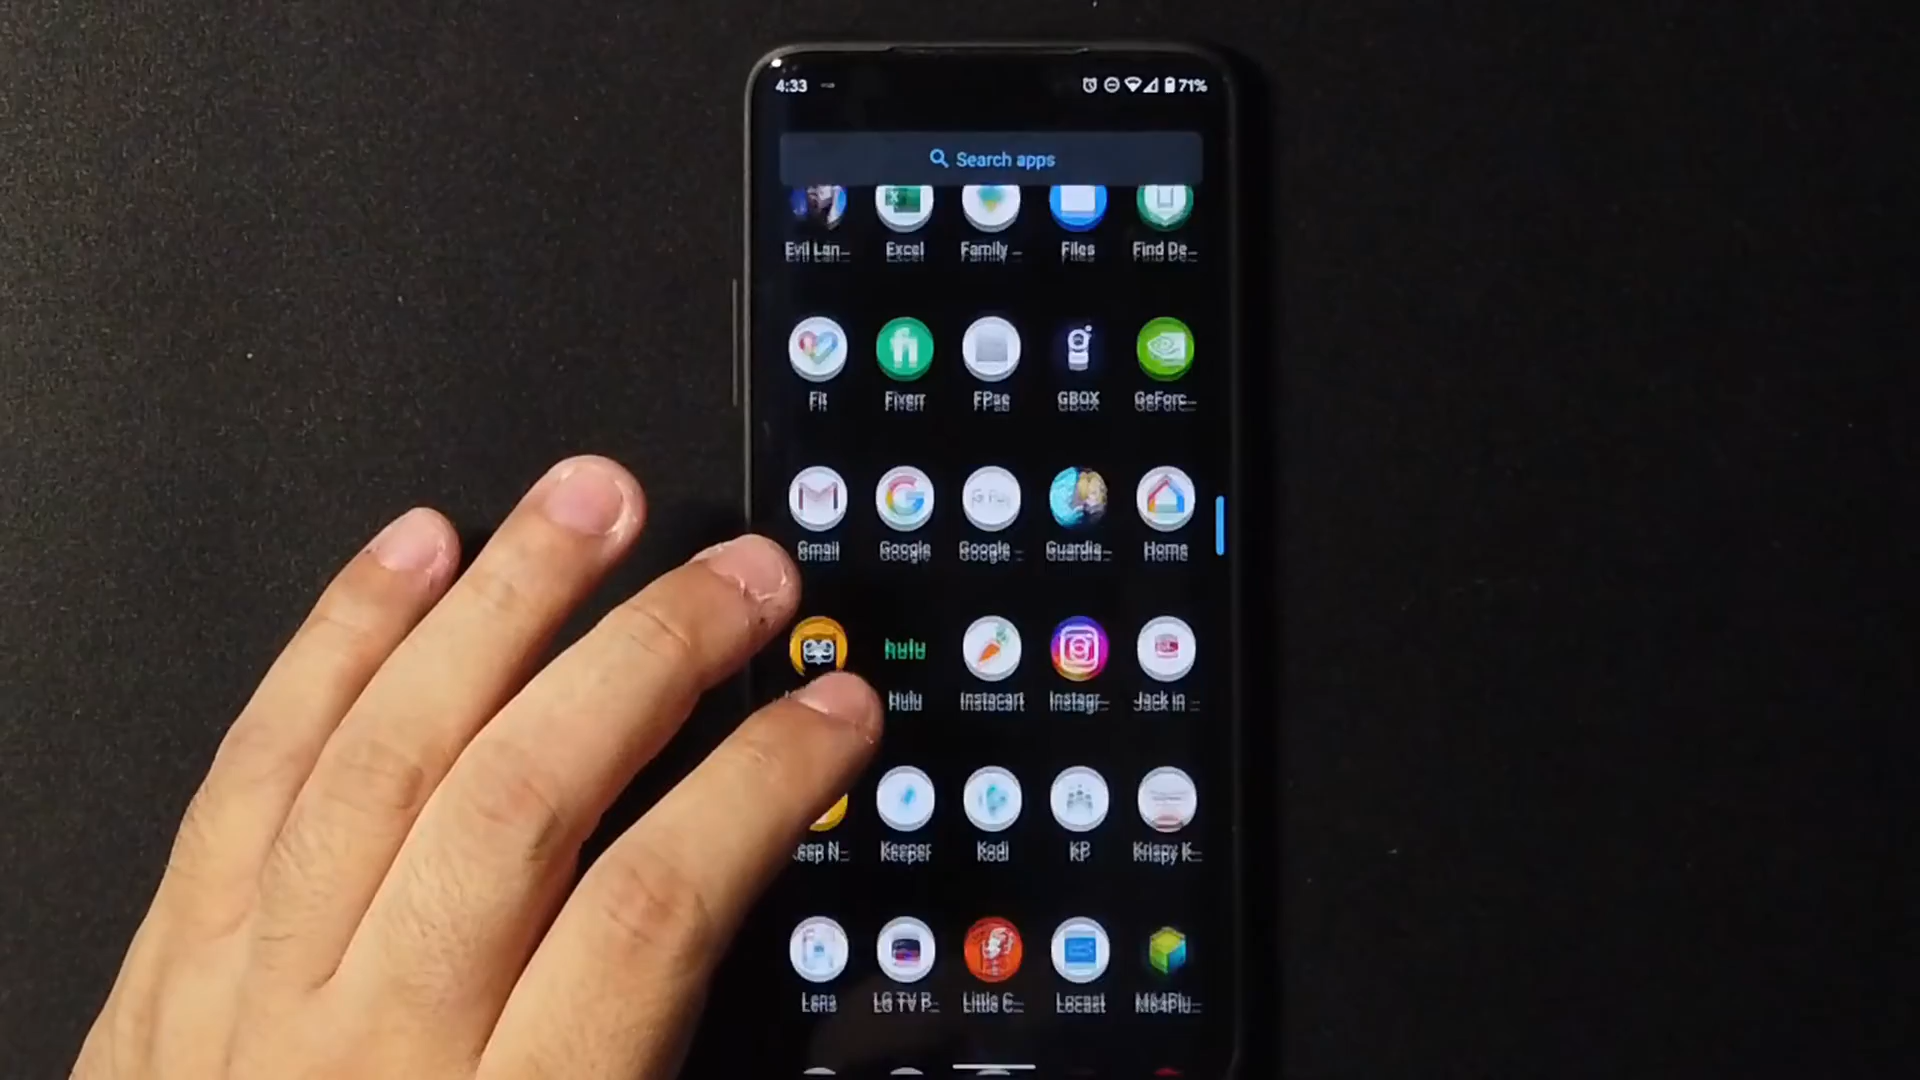 4:33 71%
Search apps
Evil Lan… Excel Family … Files Find De…
Fit Fiverr FPse GBOX GeForc…
Gmail Google Google … Guardia… Home
hulu
Hulu Instacart Instagr… Jack in …
Keeper Kodi KP Krispy K…
Lens LG TV P… Little C… Locast M64Plu…